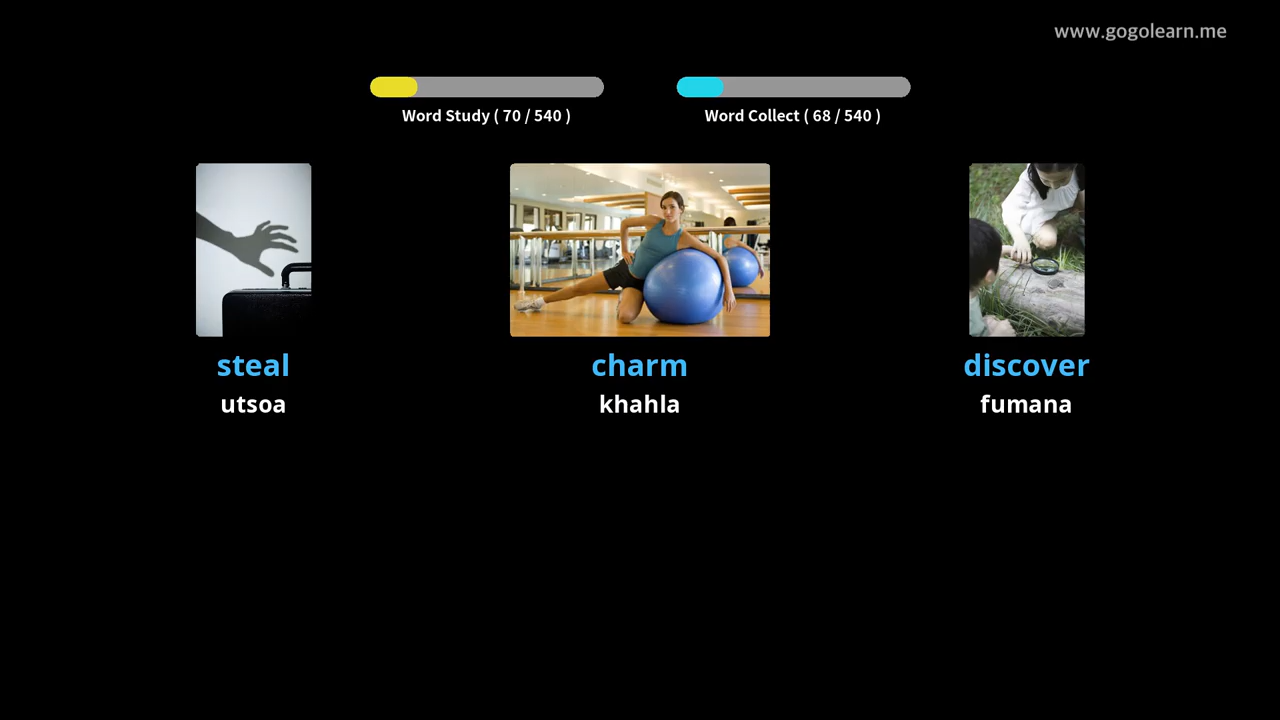 www.gogolearn.me
Word Study ( 70 / 540 )
Word Collect ( 68 / 540 )
steal
utsoa
charm
khahla
discover
fumana